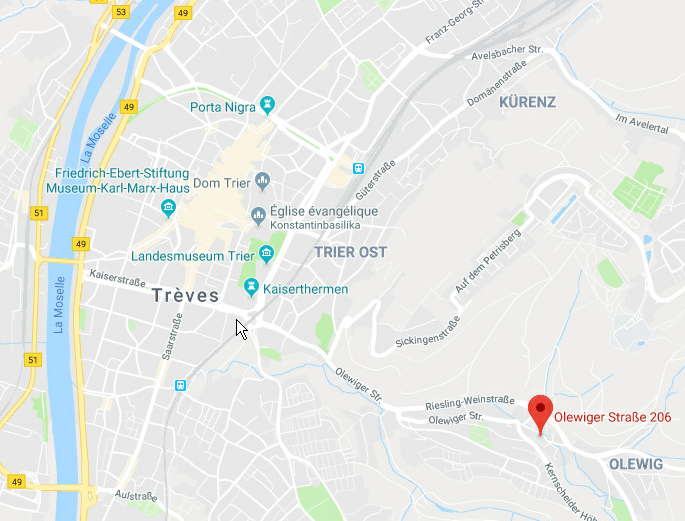 53
49
Franz-Georg-St
Avelsbacher Str.
Domänenstraße
KÜRENZ
49
Porta Nigra
Im Avelertal
La Moselle
Friedrich-Ebert-Stiftung
Museum-Karl-Marx-Haus
Dom Trier
Güterstraße
Église évangélique
Konstantinbasilika
51
49
TRIER OST
Landesmuseum Trier
Auf dem Petrisberg
Kaiserstraße
Kaiserthermen
Trèves
La Moselle
Saarstraße
Sickingenstraße
51
Olewiger Str.
Riesling-Weinstraße
Olewiger Str.
Olewiger Straße 206
OLEWIG
Kernscheider Höh
49
Aulstraße